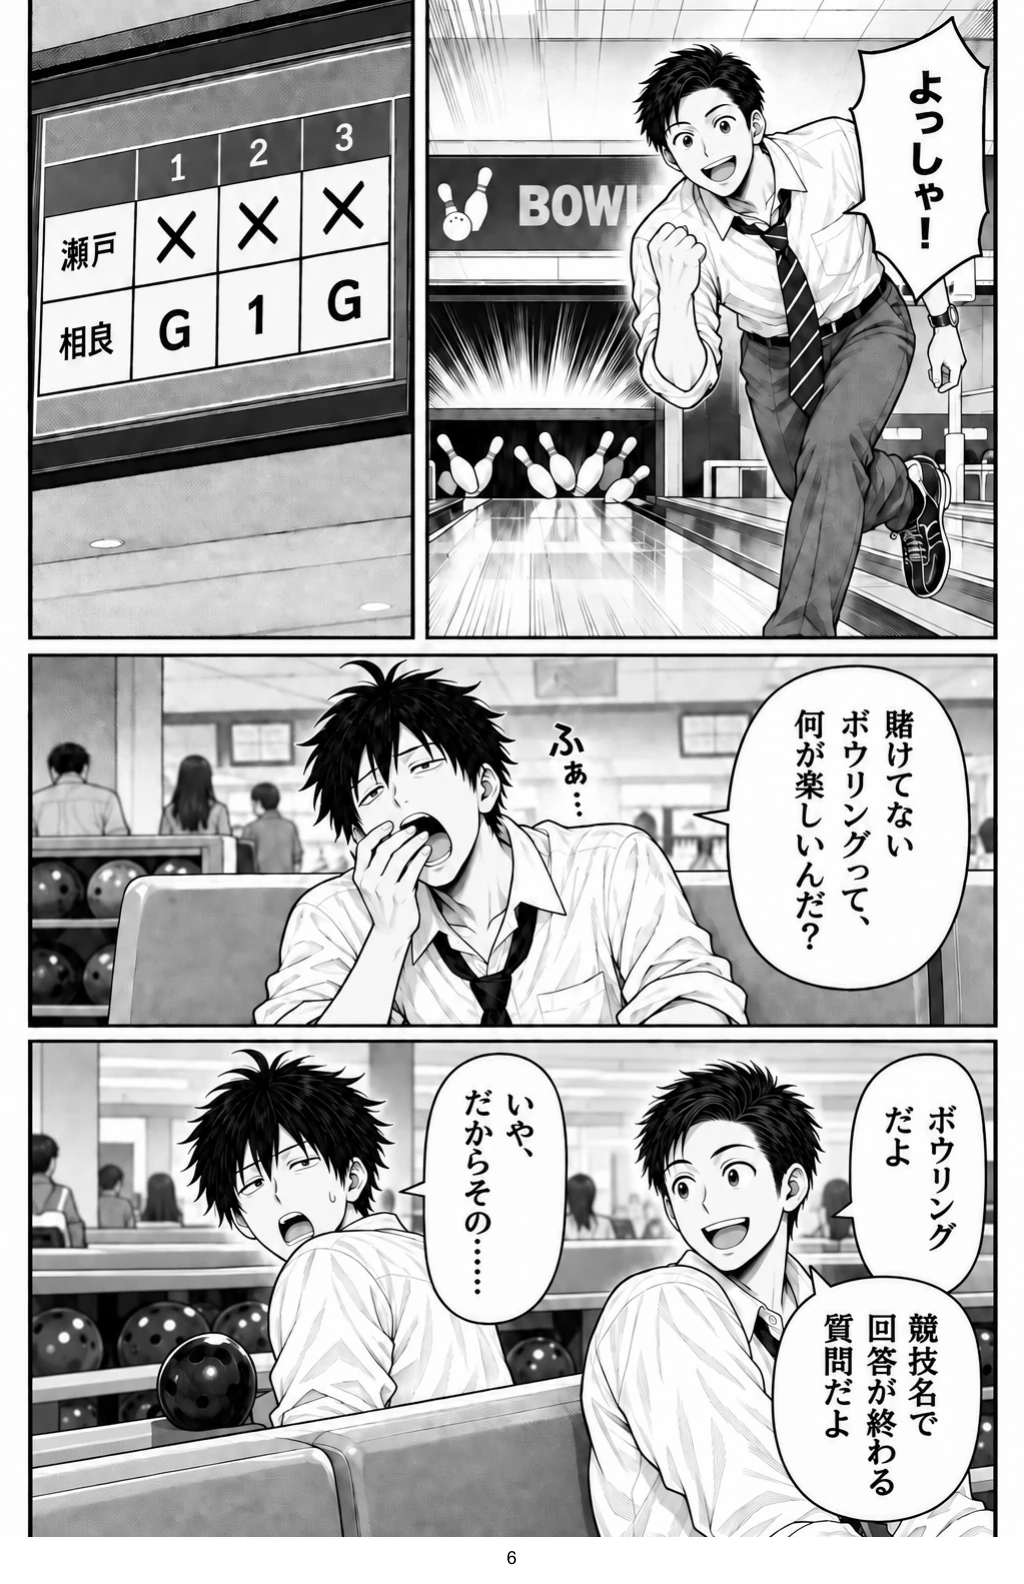 よっしゃ！
BOWL
1 2 3
瀬戸 X X X
相良 G 1 G
賭けてない
ボウリングって、
何が楽しいんだ？
ふぁ…
ボウリング
だよ
競技名で
回答が終わる
質問だよ
いや、
だからその……
6